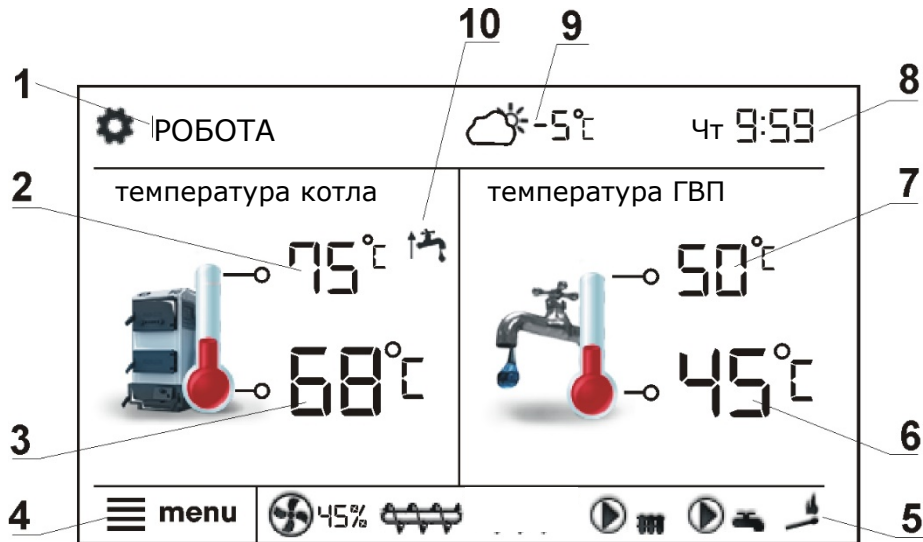 10 9
1 8
РОБОТА -5°C Чт 9:59
2 температура котла температура ГВП 7
75°C 50°C
68°C 45°C
3 6
4 menu 45% 5